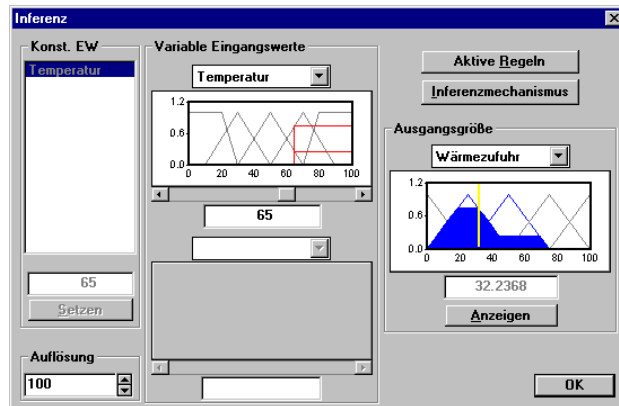 Inferenz
Konst. EW
Temperatur
65
Setzen
Auflösung
100
Variable Eingangswerte
Temperatur
1.2
0.6
0.0
0 20 40 60 80 100
65
Aktive Regeln
Inferenzmechanismus
Ausgangsgröße
Wärmezufuhr
1.2
0.6
0.0
0 20 40 60 80 100
32.2368
Anzeigen
OK